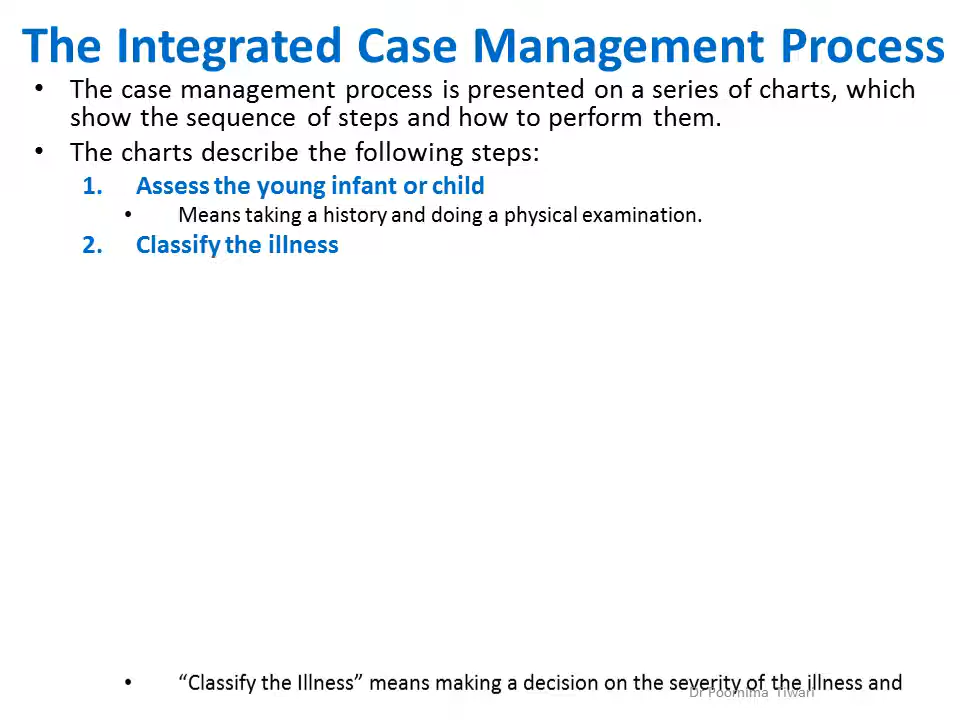 The Integrated Case Management Process
• The case management process is presented on a series of charts, which
show the sequence of steps and how to perform them.
• The charts describe the following steps:
1. Assess the young infant or child
• Means taking a history and doing a physical examination.
2. Classify the illness
• “Classify the Illness” means making a decision on the severity of the illness and
Dr Poornima Tiwari